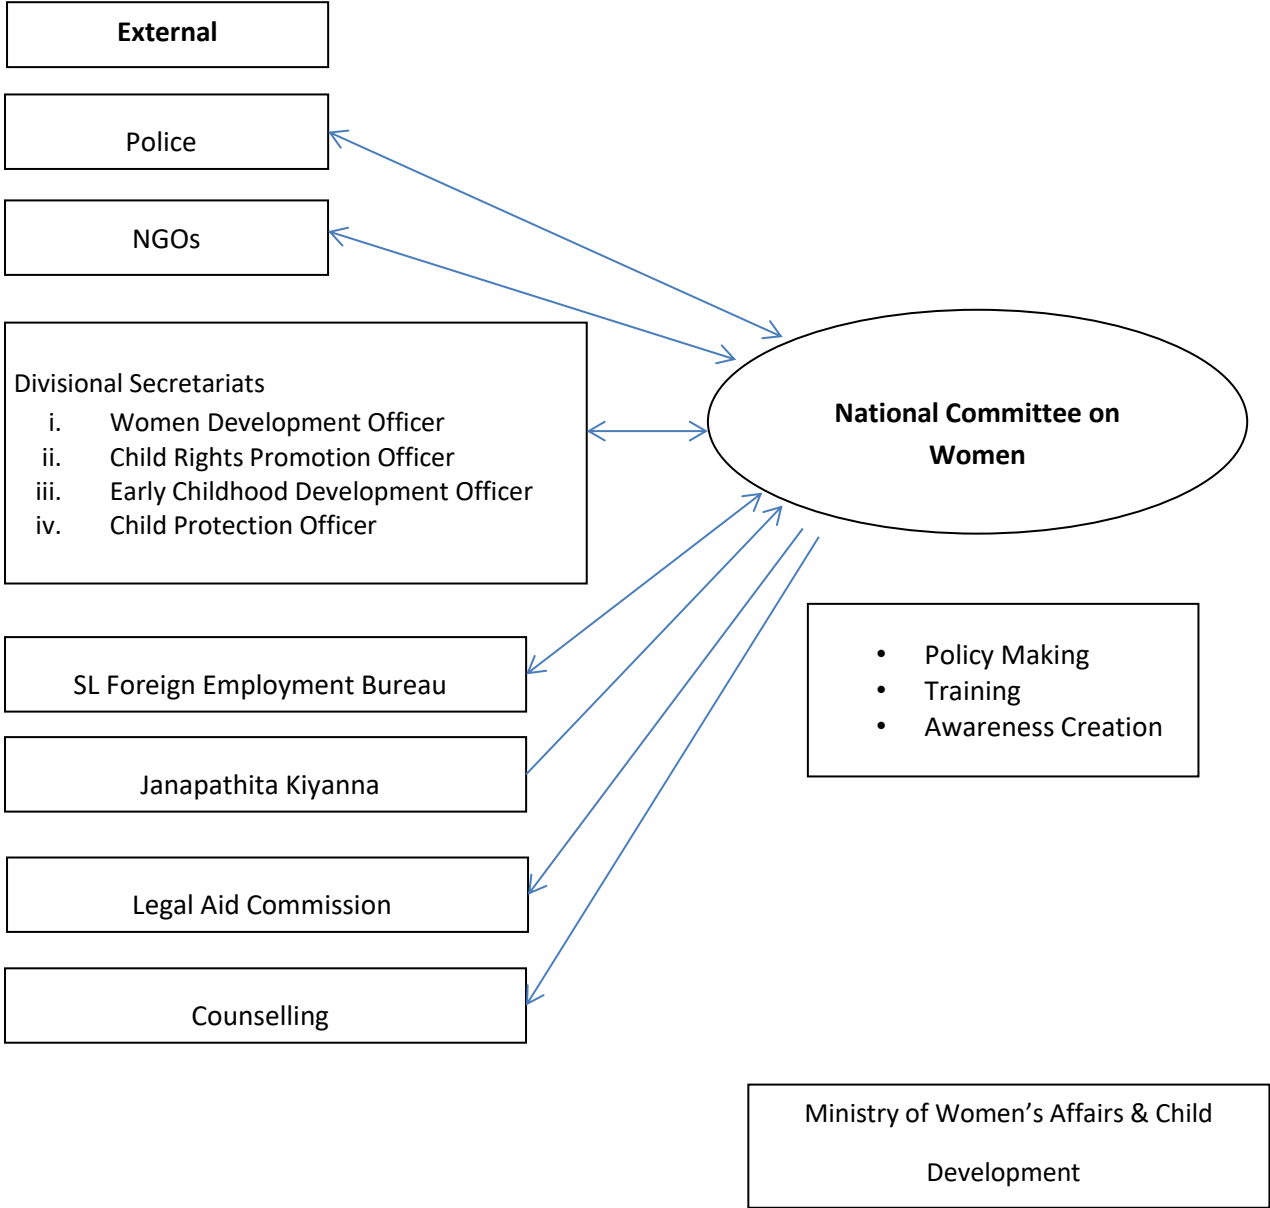 External
Police
NGOs
Divisional Secretariats
i. Women Development Officer
ii. Child Rights Promotion Officer
iii. Early Childhood Development Officer
iv. Child Protection Officer
National Committee on
Women
SL Foreign Employment Bureau
• Policy Making
• Training
• Awareness Creation
Janapathita Kiyanna
Legal Aid Commission
Counselling
Ministry of Women’s Affairs & Child
Development